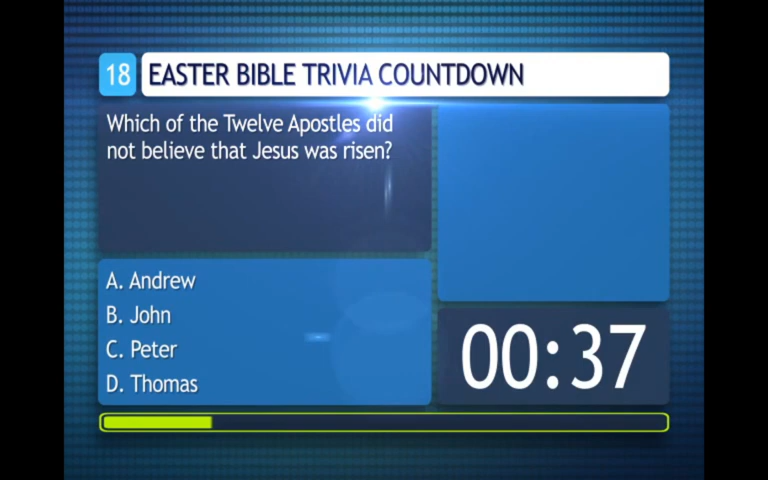 18 EASTER BIBLE TRIVIA COUNTDOWN
Which of the Twelve Apostles did
not believe that Jesus was risen?
A. Andrew
B. John
C. Peter
D. Thomas
00:37